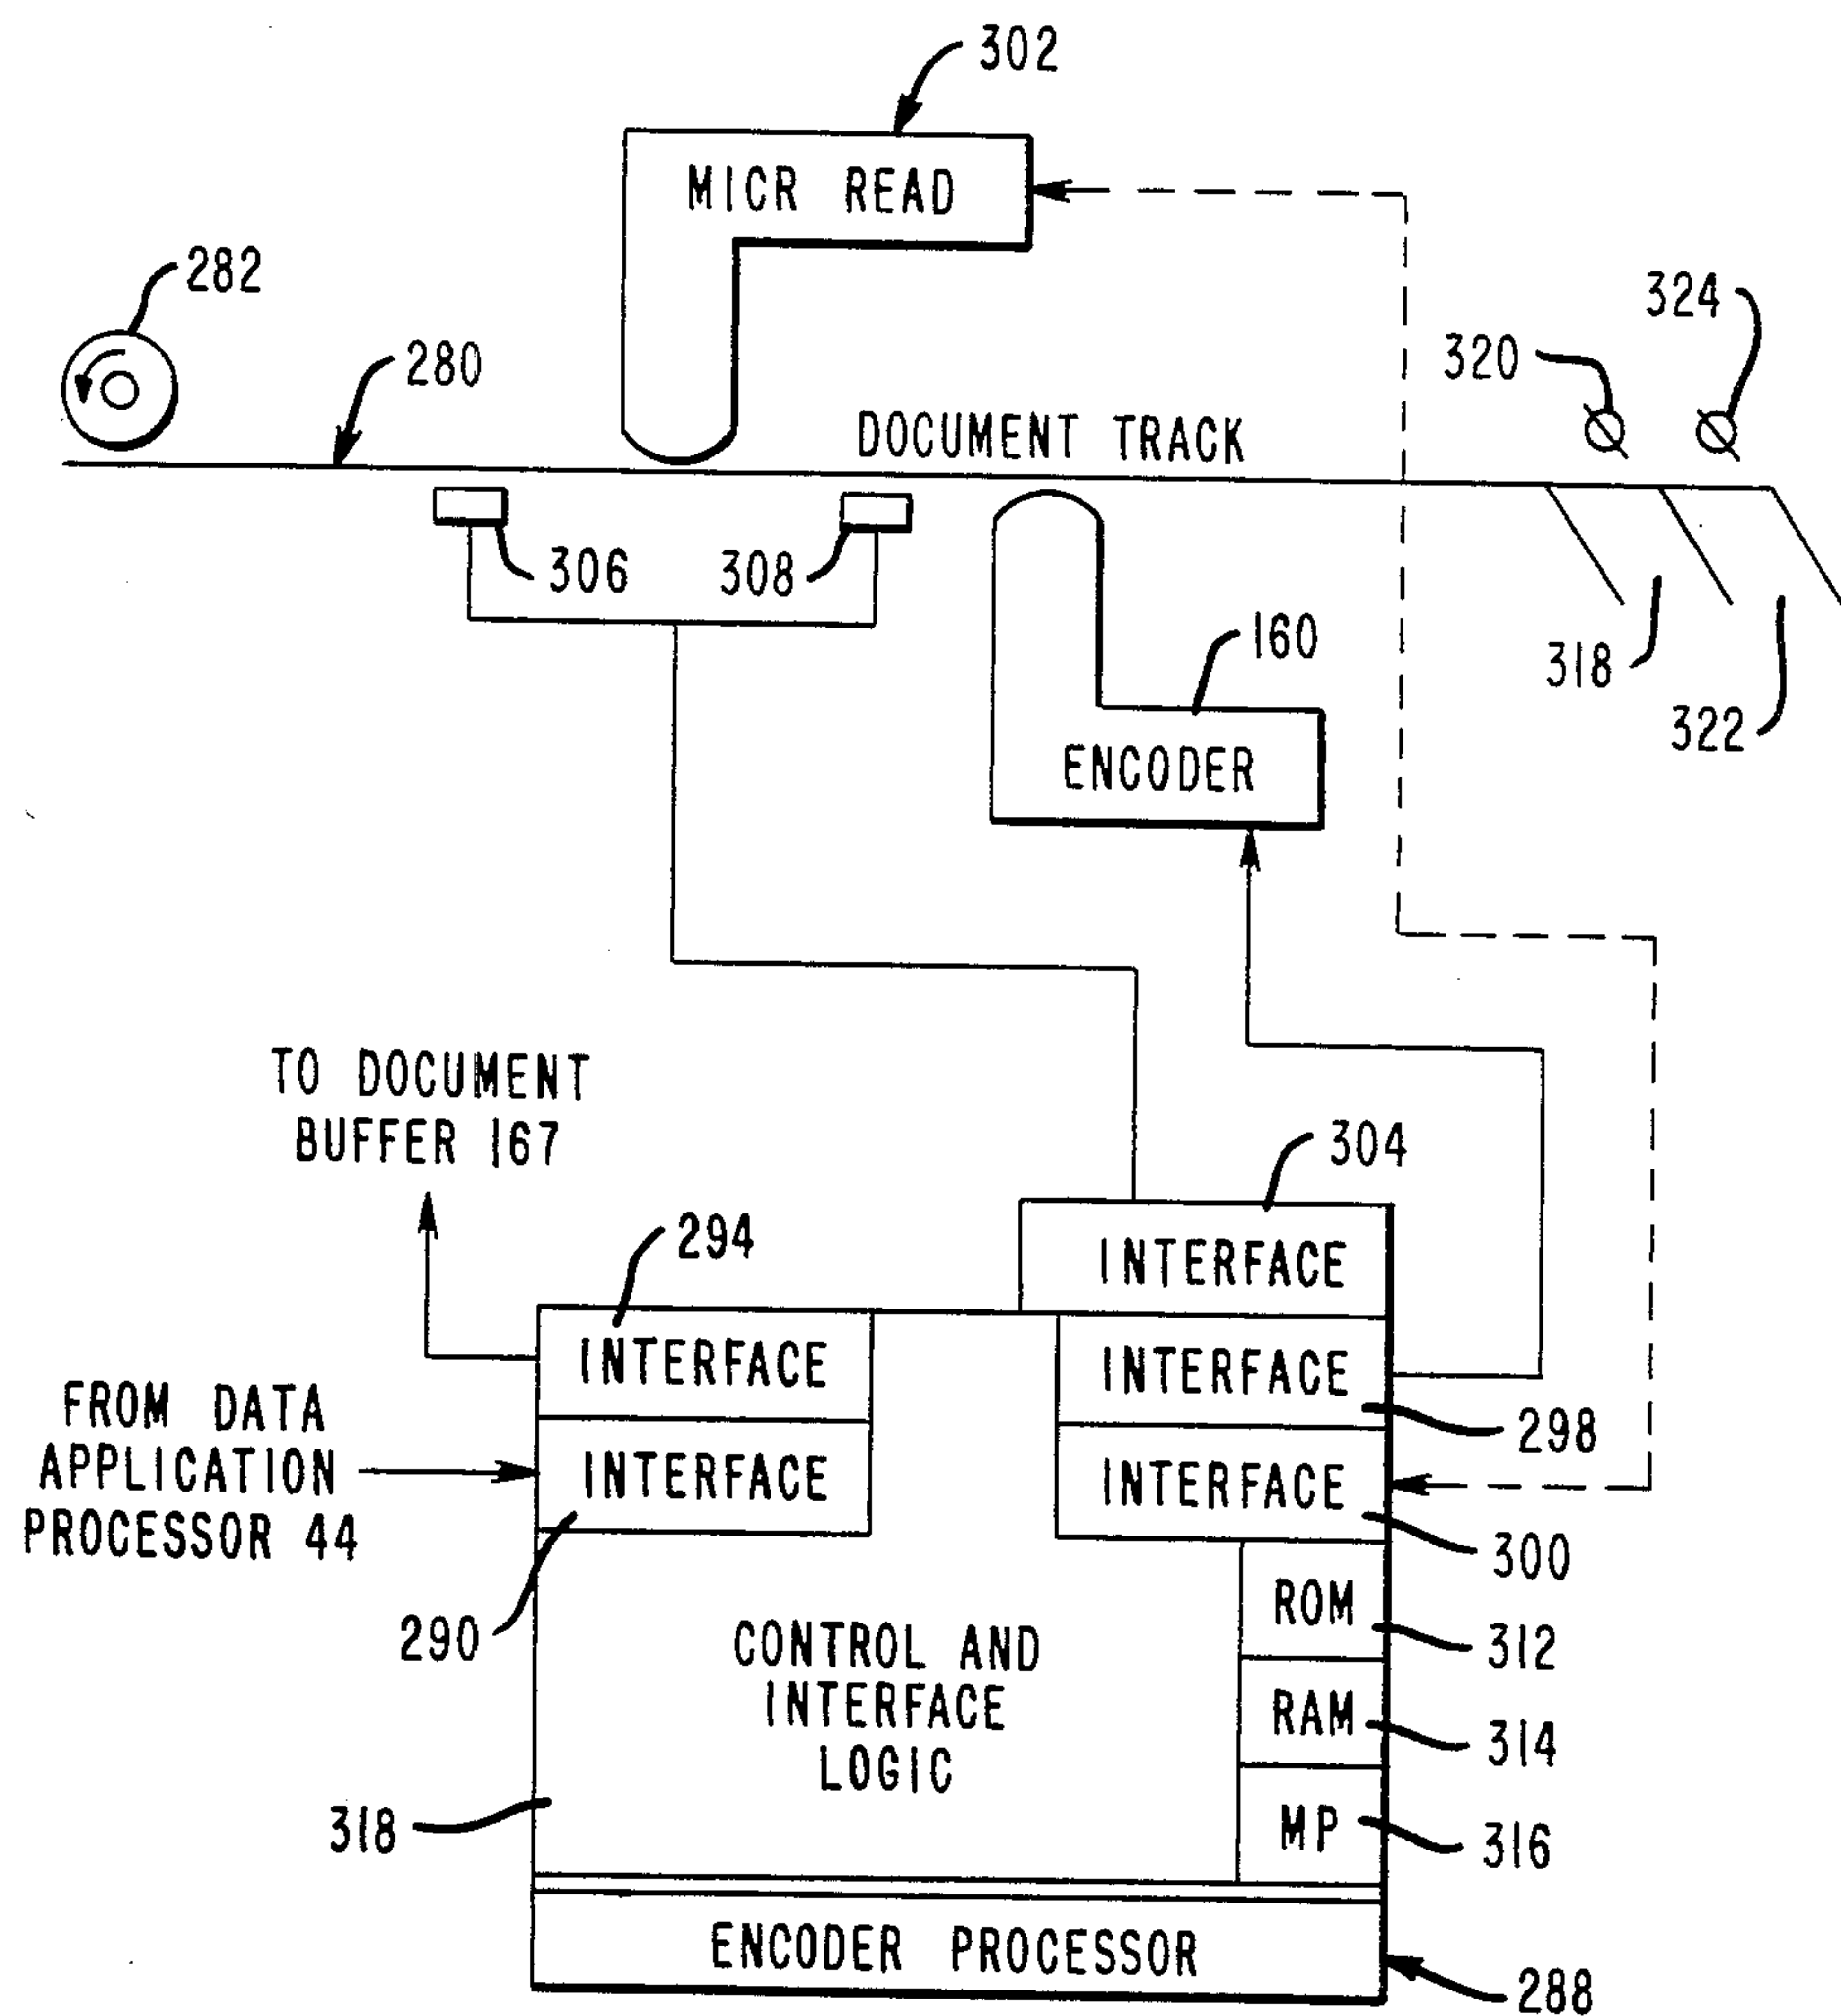 302
MICR READ
282
324
280
320
DOCUMENT TRACK
306
308
160
318
322
ENCODER
TO DOCUMENT
BUFFER 167
304
294
INTERFACE
INTERFACE
INTERFACE
FROM DATA
APPLICATION
PROCESSOR 44
298
INTERFACE
INTERFACE
300
290
ROM
312
CONTROL AND
INTERFACE
LOGIC
RAM
314
318
MP
316
ENCODER PROCESSOR
288